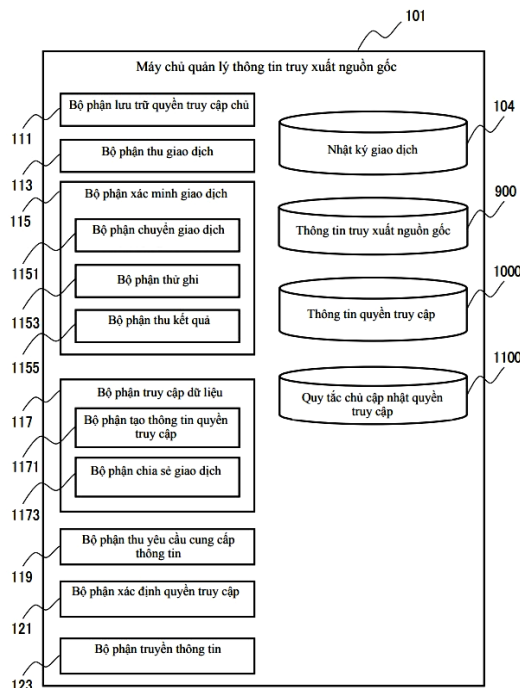 101
Máy chủ quản lý thông tin truy xuất nguồn gốc
Bộ phận lưu trữ quyền truy cập chủ
111
Bộ phận thu giao dịch
113
Bộ phận xác minh giao dịch
115
Bộ phận chuyển giao dịch
1151
Bộ phận thử ghi
1153
Bộ phận thu kết quả
1155
Bộ phận truy cập dữ liệu
117
Bộ phận tạo thông tin quyền
truy cập
1171
Bộ phận chia sẻ giao dịch
1173
Bộ phận thu yêu cầu cung cấp
thông tin
119
Bộ phận xác định quyền truy cập
121
Bộ phận truyền thông tin
123
104
Nhật ký giao dịch
900
Thông tin truy xuất nguồn gốc
1000
Thông tin quyền truy cập
1100
Quy tắc chủ cập nhật quyền
truy cập